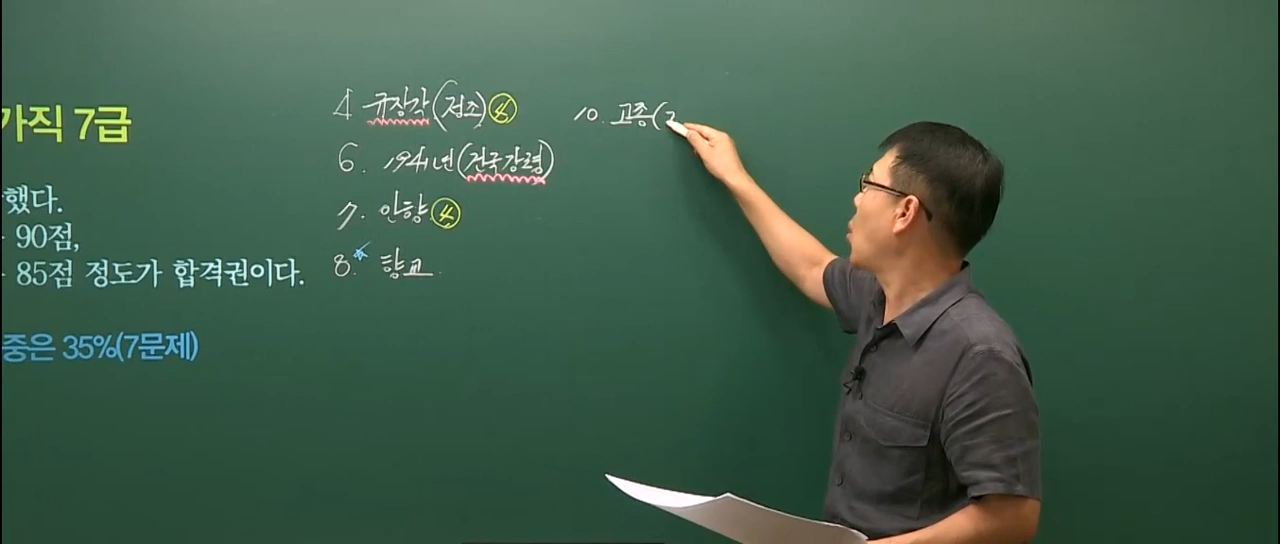 가직 7급
했다.
90점,
85점 정도가 합격권이다.
중은 35%(7문제)
4 규장각(정조)④
6. 1941년(건국강령)
7. 안향④
8.* 향교.
10. 고종(